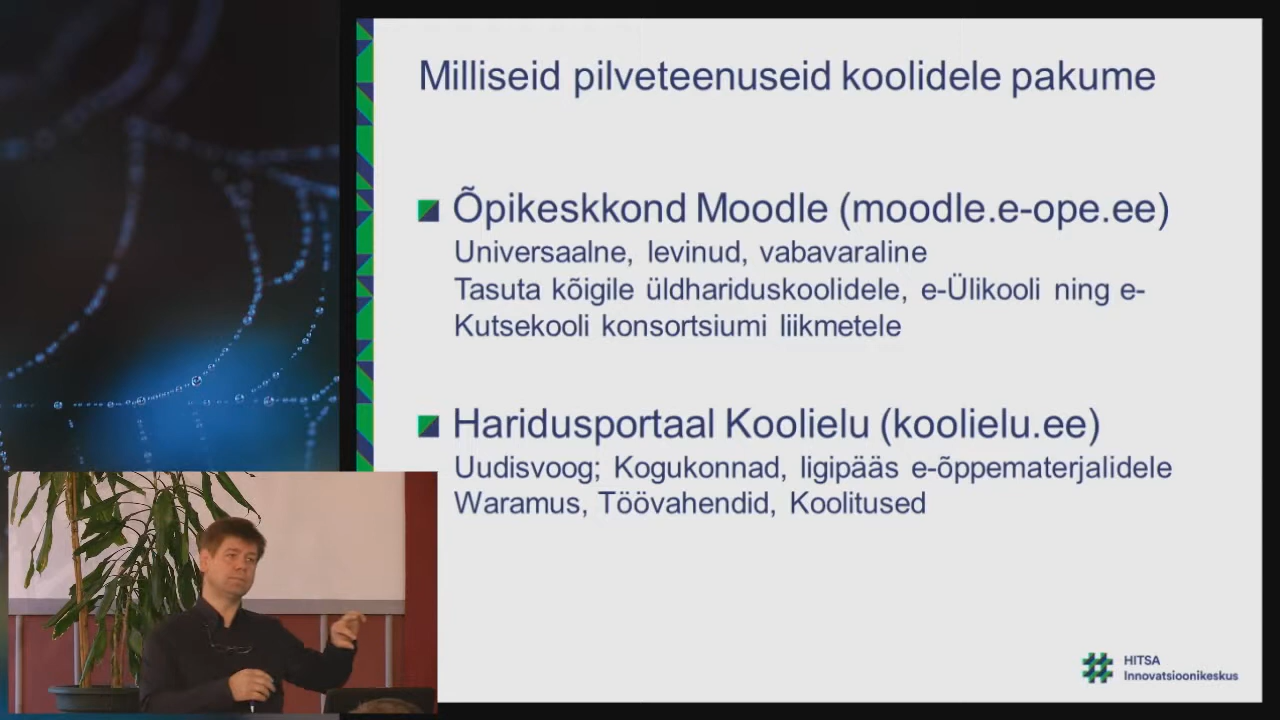 Milliseid pilveteenuseid koolidele pakume
Õpikeskkond Moodle (moodle.e-ope.ee)
Universaalne, levinud, vabavaraline
Tasuta kõigile üldhariduskoolidele, e-Ülikooli ning e-
Kutsekooli konsortsiumi liikmetele
Haridusportaal Koolielu (koolielu.ee)
Uudisvoog; Kogukonnad, ligipääs e-õppematerjalidele
Waramus, Töövahendid, Koolitused
HITSA
Innovatsioonikeskus